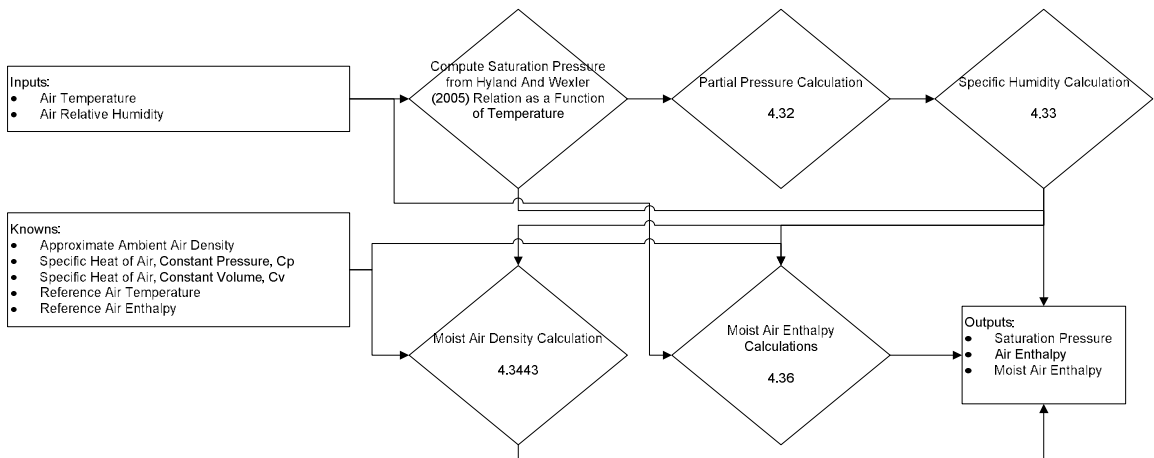 Inputs:
● Air Temperature
● Air Relative Humidity
Compute Saturation Pressure
from Hyland And Wexler
(2005) Relation as a Function
of Temperature
Partial Pressure Calculation
4.32
Specific Humidity Calculation
4.33
Knowns:
● Approximate Ambient Air Density
● Specific Heat of Air, Constant Pressure, Cp
● Specific Heat of Air, Constant Volume, Cv
● Reference Air Temperature
● Reference Air Enthalpy
Moist Air Density Calculation
4.3443
Moist Air Enthalpy
Calculations
4.36
Outputs:
● Saturation Pressure
● Air Enthalpy
● Moist Air Enthalpy